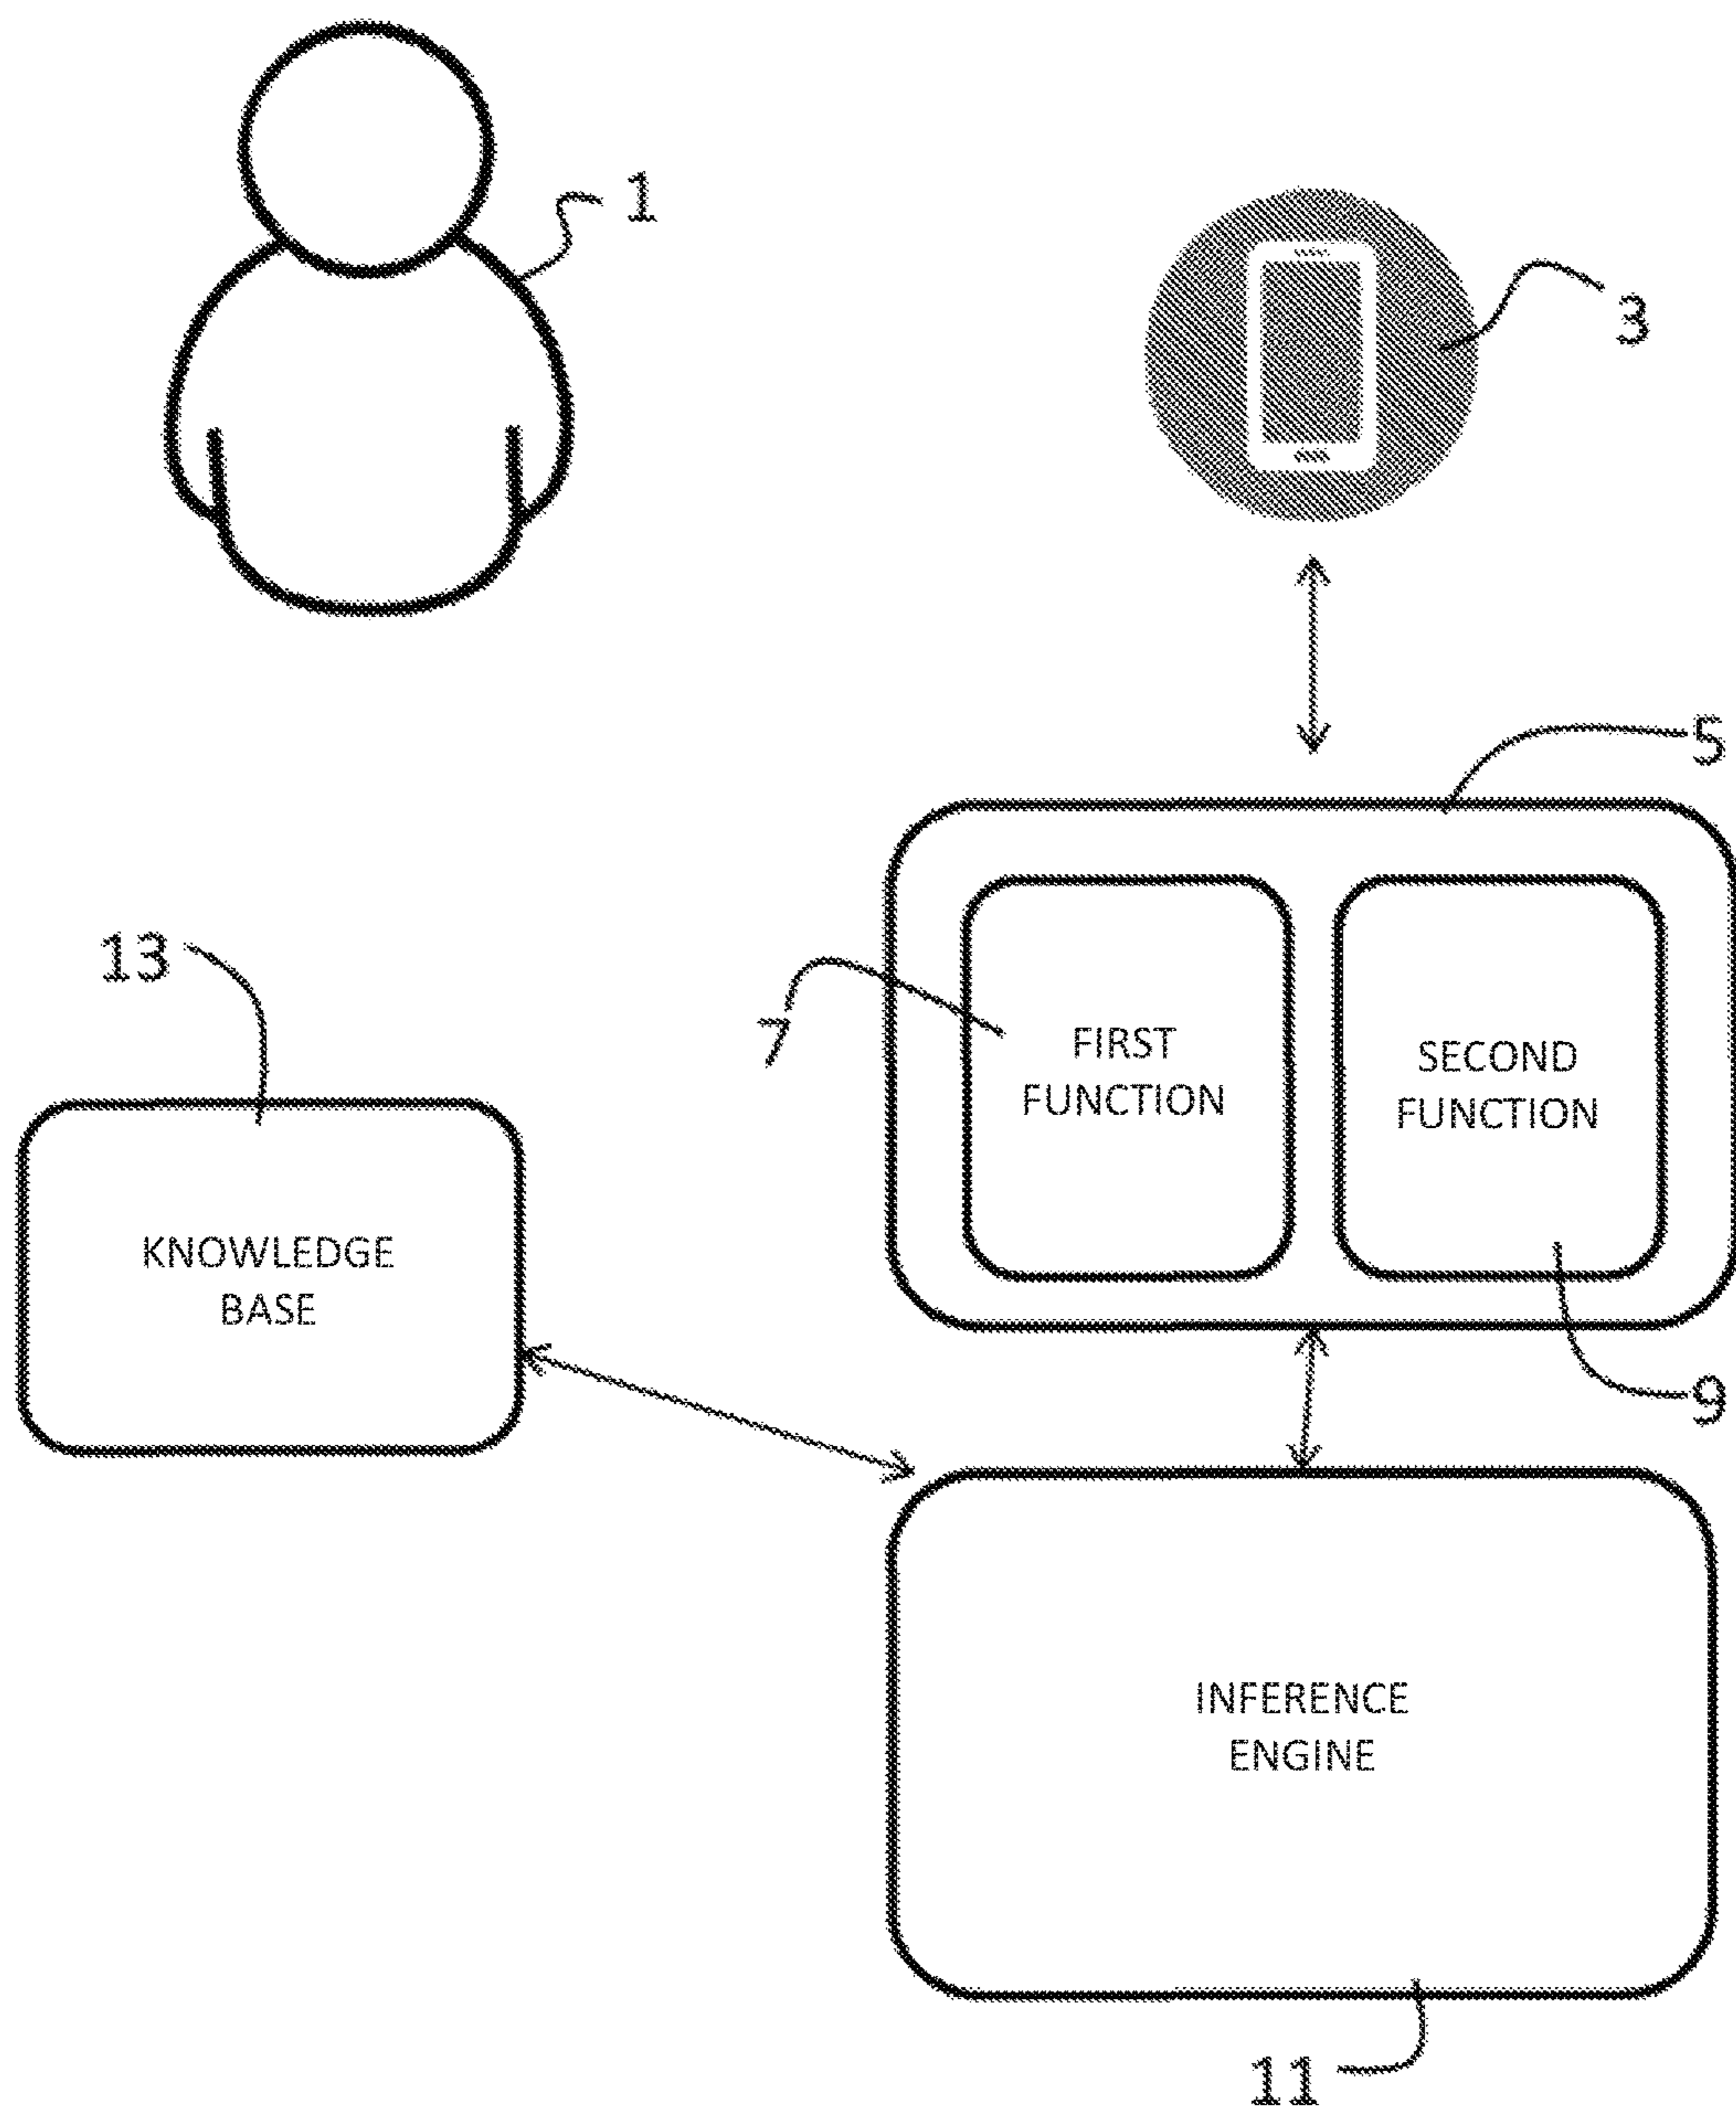 1
3
5
13
7
FIRST
FUNCTION
SECOND
FUNCTION
KNOWLEDGE
BASE
9
INFERENCE
ENGINE
11